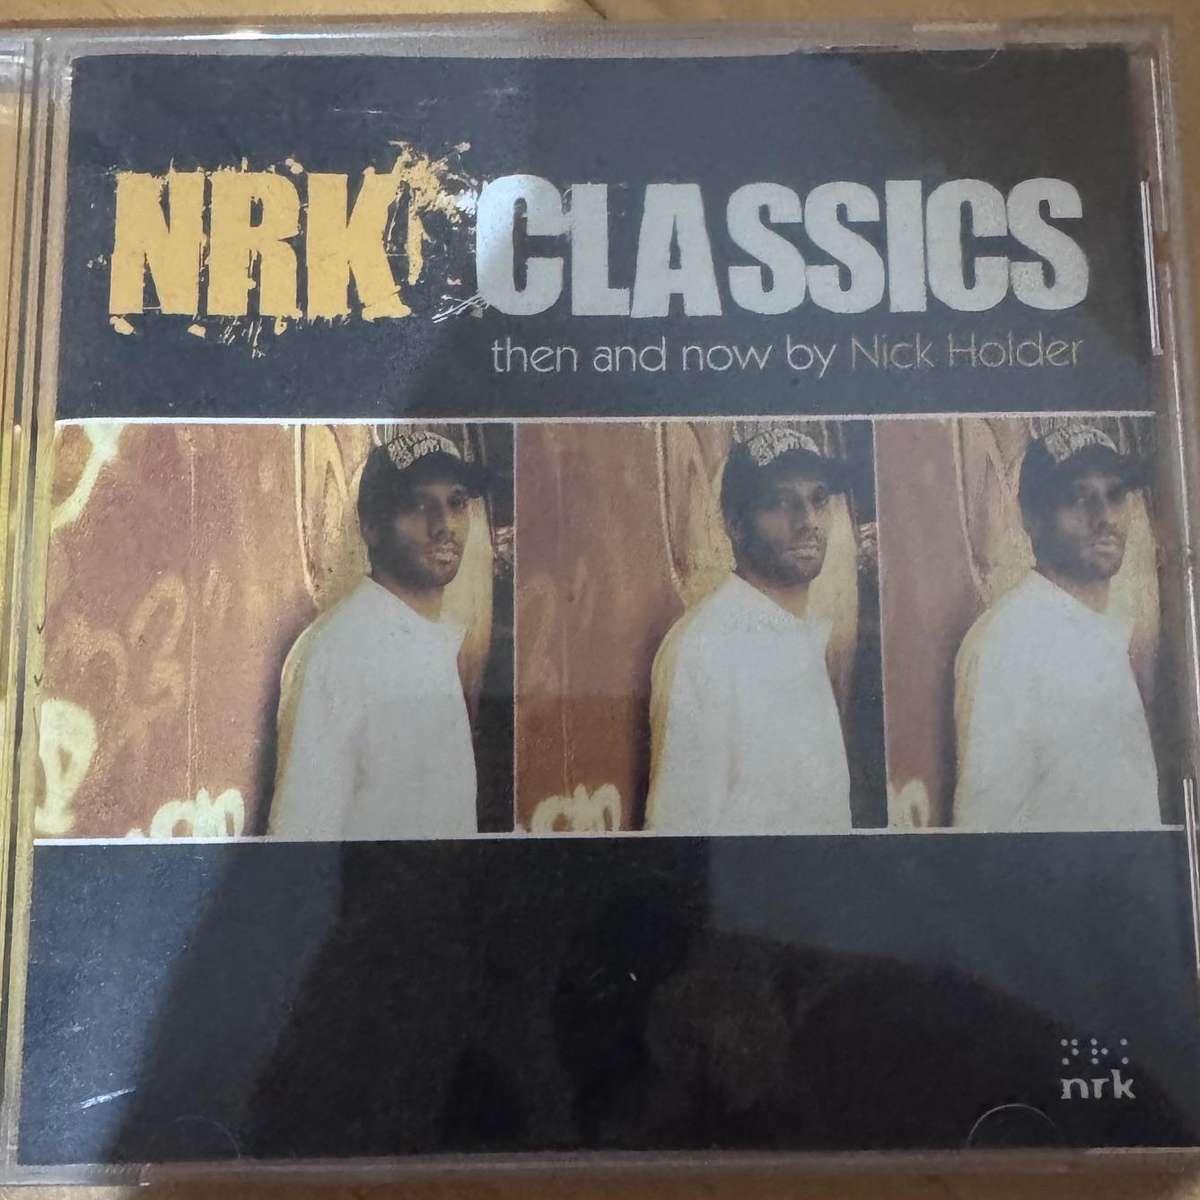 NRK CLASSICS
then and now by Nick Holder
nrk